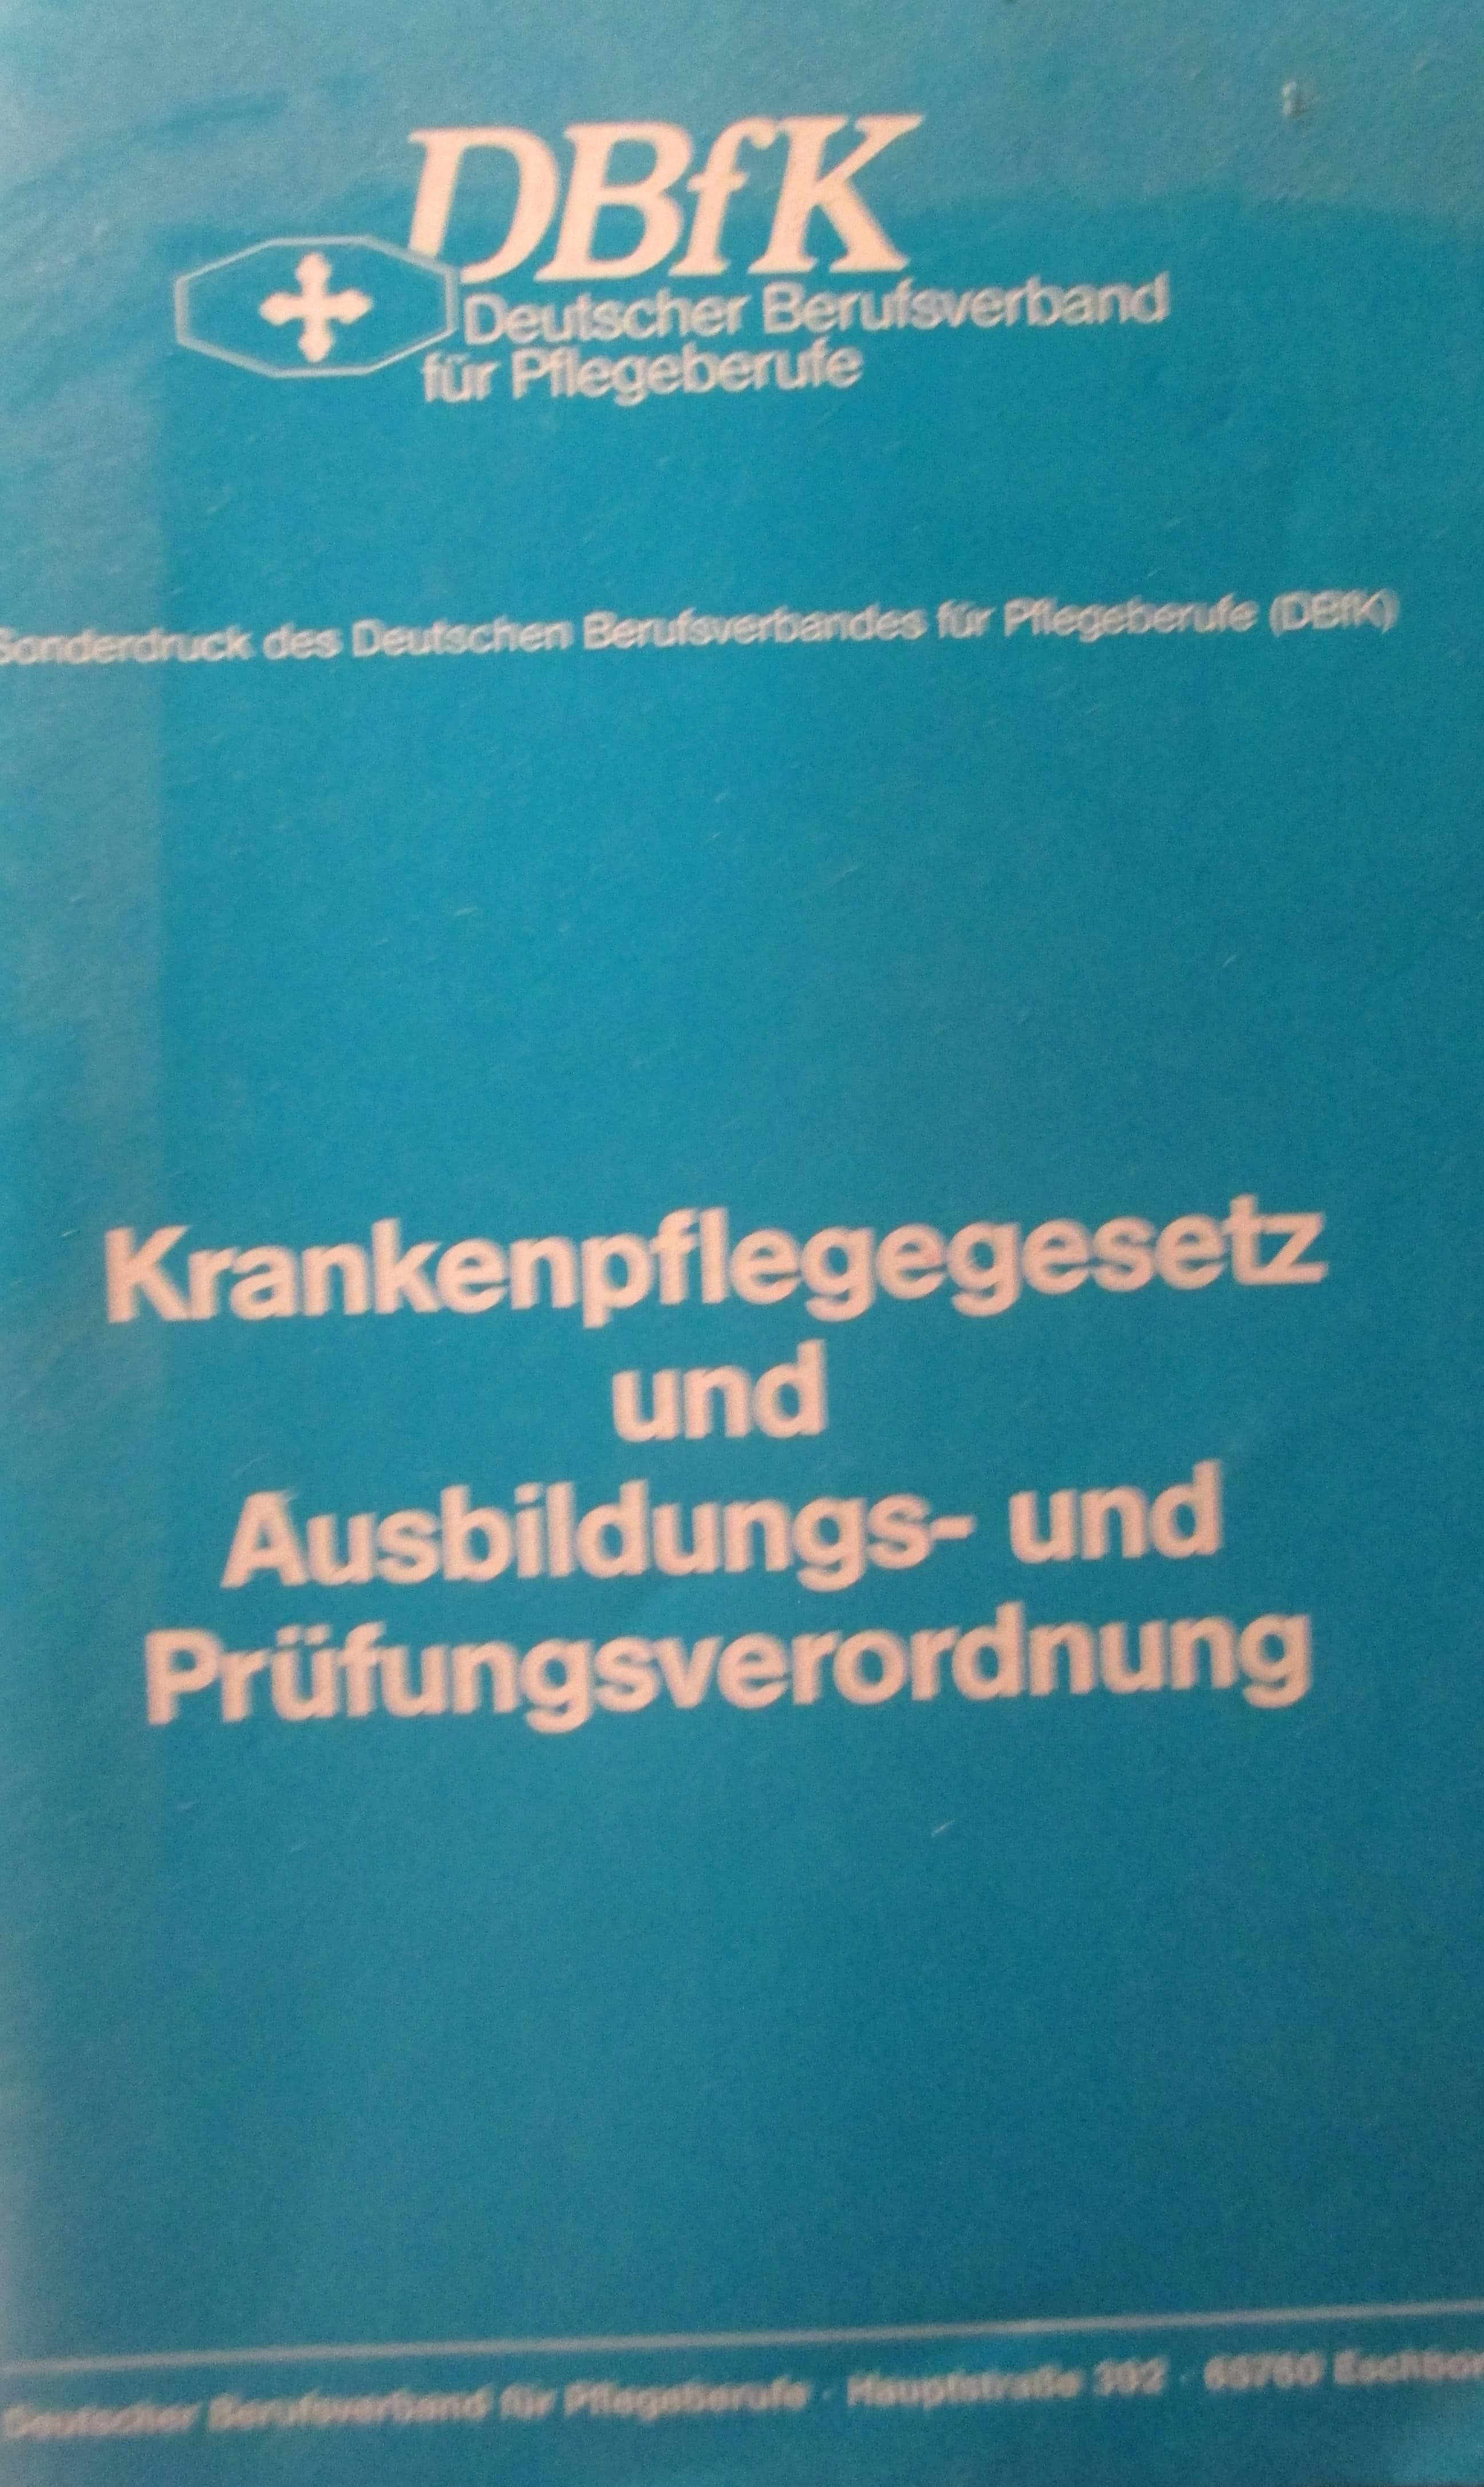 DBfK
Deutscher Berufsverband
für Pflegeberufe
Sonderdruck des Deutschen Berufsverbandes für Pflegeberufe (DBfK)
Krankenpflegegesetz
und
Ausbildungs- und
Prüfungsverordnung
Deutscher Berufsverband für Pflegeberufe · Hauptstraße 392 · 65760